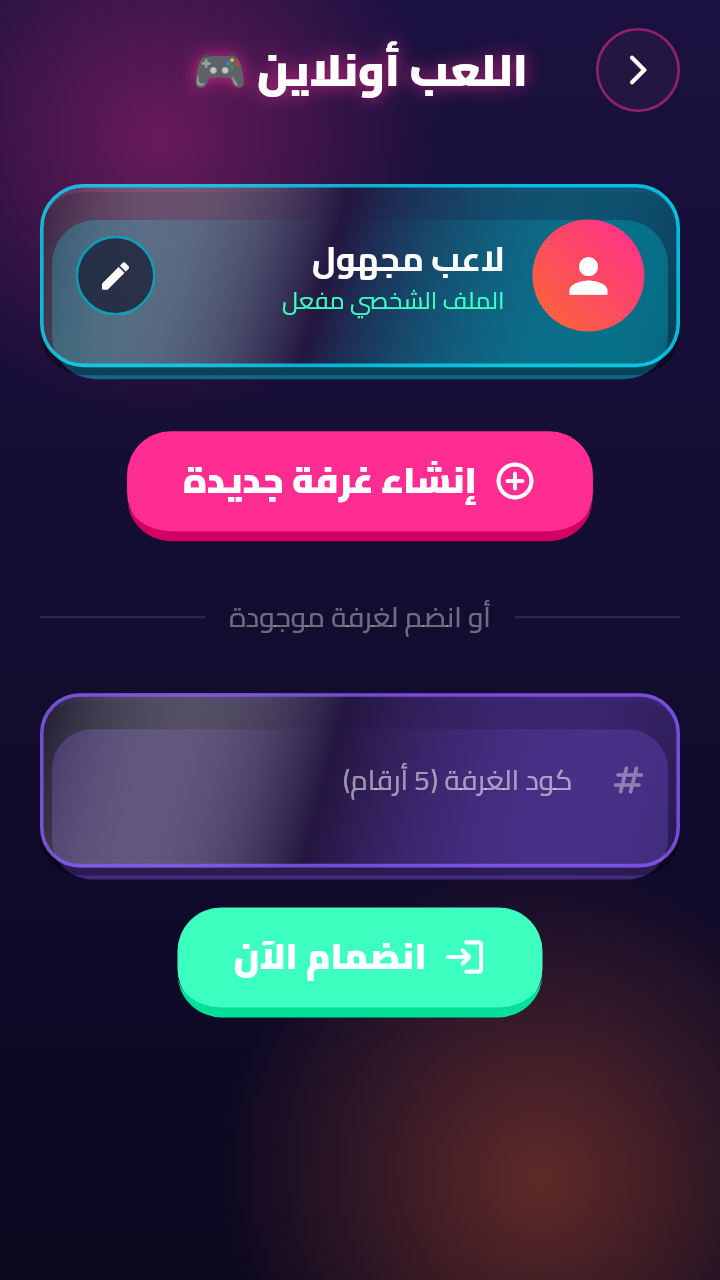 اللعب أونلاين 🎮
لاعب مجهول
الملف الشخصي مفعل
إنشاء غرفة جديدة
أو انضم لغرفة موجودة
# كود الغرفة (5 أرقام)
انضمام الآن